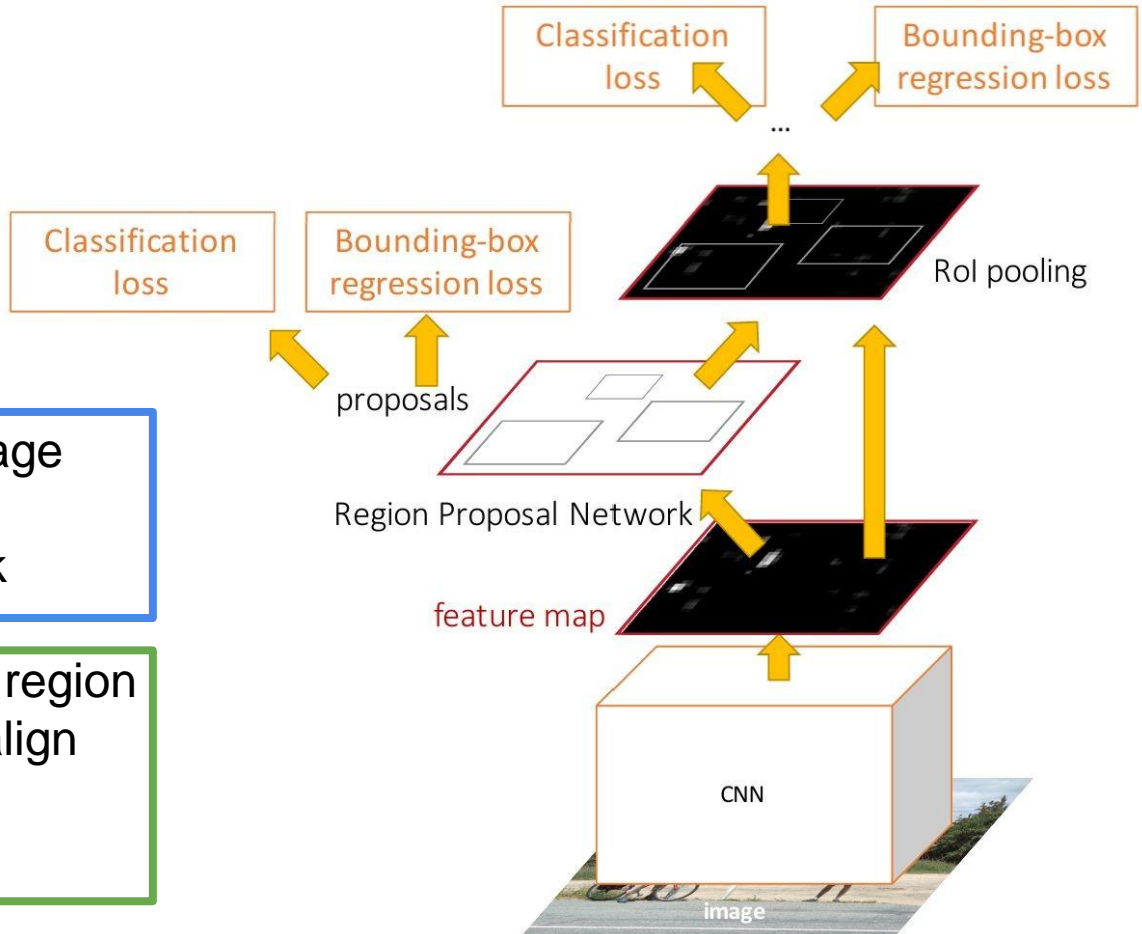 Classification
loss
Bounding-box
regression loss
...
Classification
loss
Bounding-box
regression loss
RoI pooling
proposals
Region Proposal Network
feature map
CNN
image
age
k
region
align